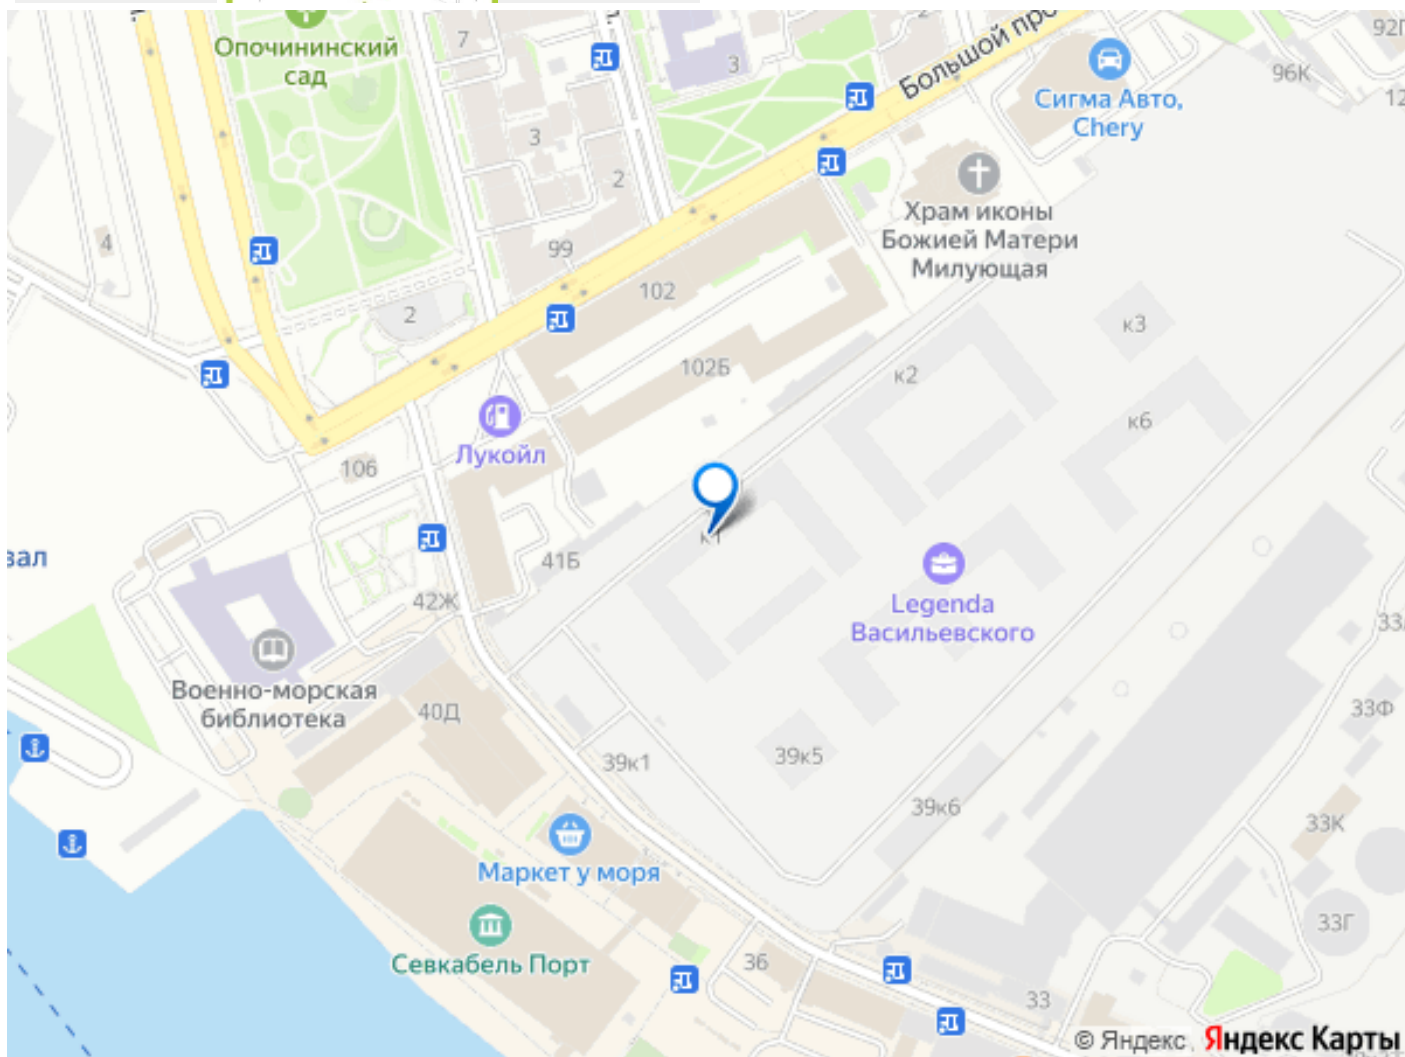 Опочининский
сад
7
3
3
2
Большой про
92Г
96К
12
Сигма Авто,
Chery
Храм иконы
Божией Матери
Милующая
4
99
2
102
102Б
к3
к2
к6
Лукойл
106
к1
вал
41Б
42Ж
Legenda
Васильевского
Военно-морская
библиотека
40Д
39к1
39к5
39к6
33Ф
33К
33Г
Маркет у моря
Севкабель Порт
36
33
© Яндекс
Яндекс Карты